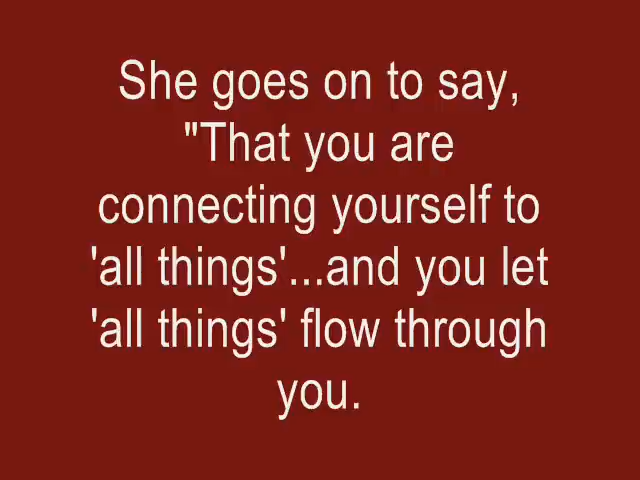 She goes on to say,
"That you are
connecting yourself to
'all things'...and you let
'all things' flow through
you.